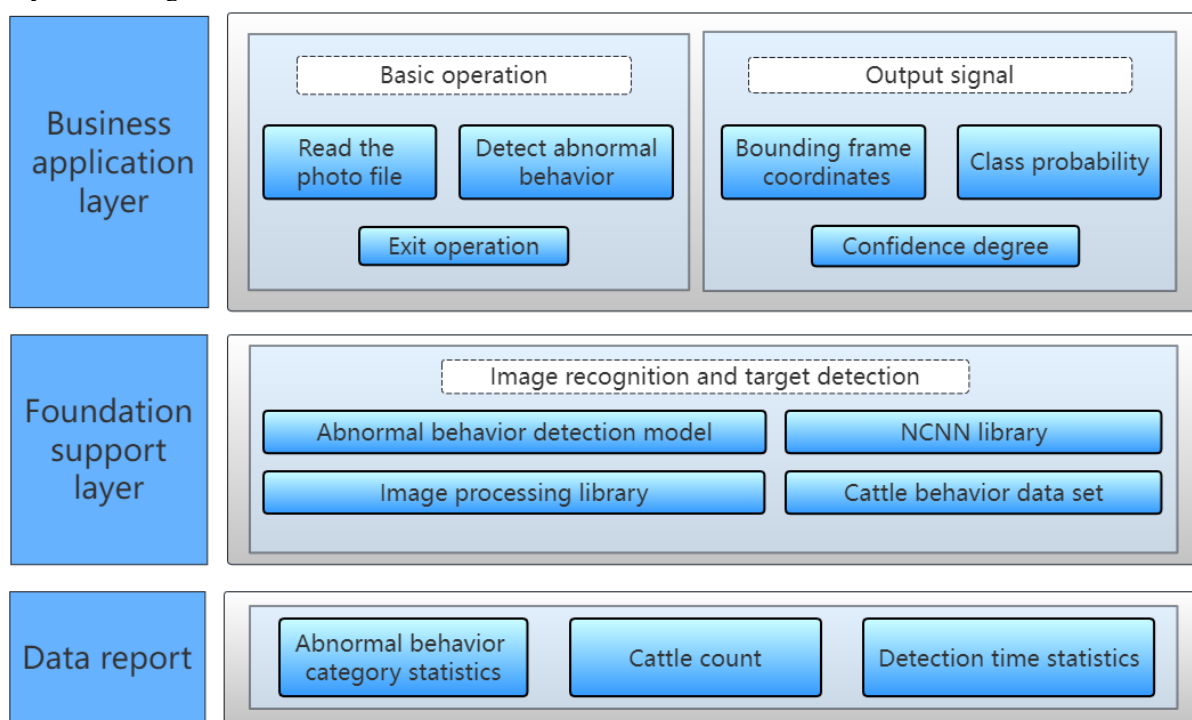 Business
application
layer
Basic operation
Read the
photo file
Detect abnormal
behavior
Exit operation
Output signal
Bounding frame
coordinates
Class probability
Confidence degree
Foundation
support
layer
Image recognition and target detection
Abnormal behavior detection model
NCNN library
Image processing library
Cattle behavior data set
Data report
Abnormal behavior
category statistics
Cattle count
Detection time statistics